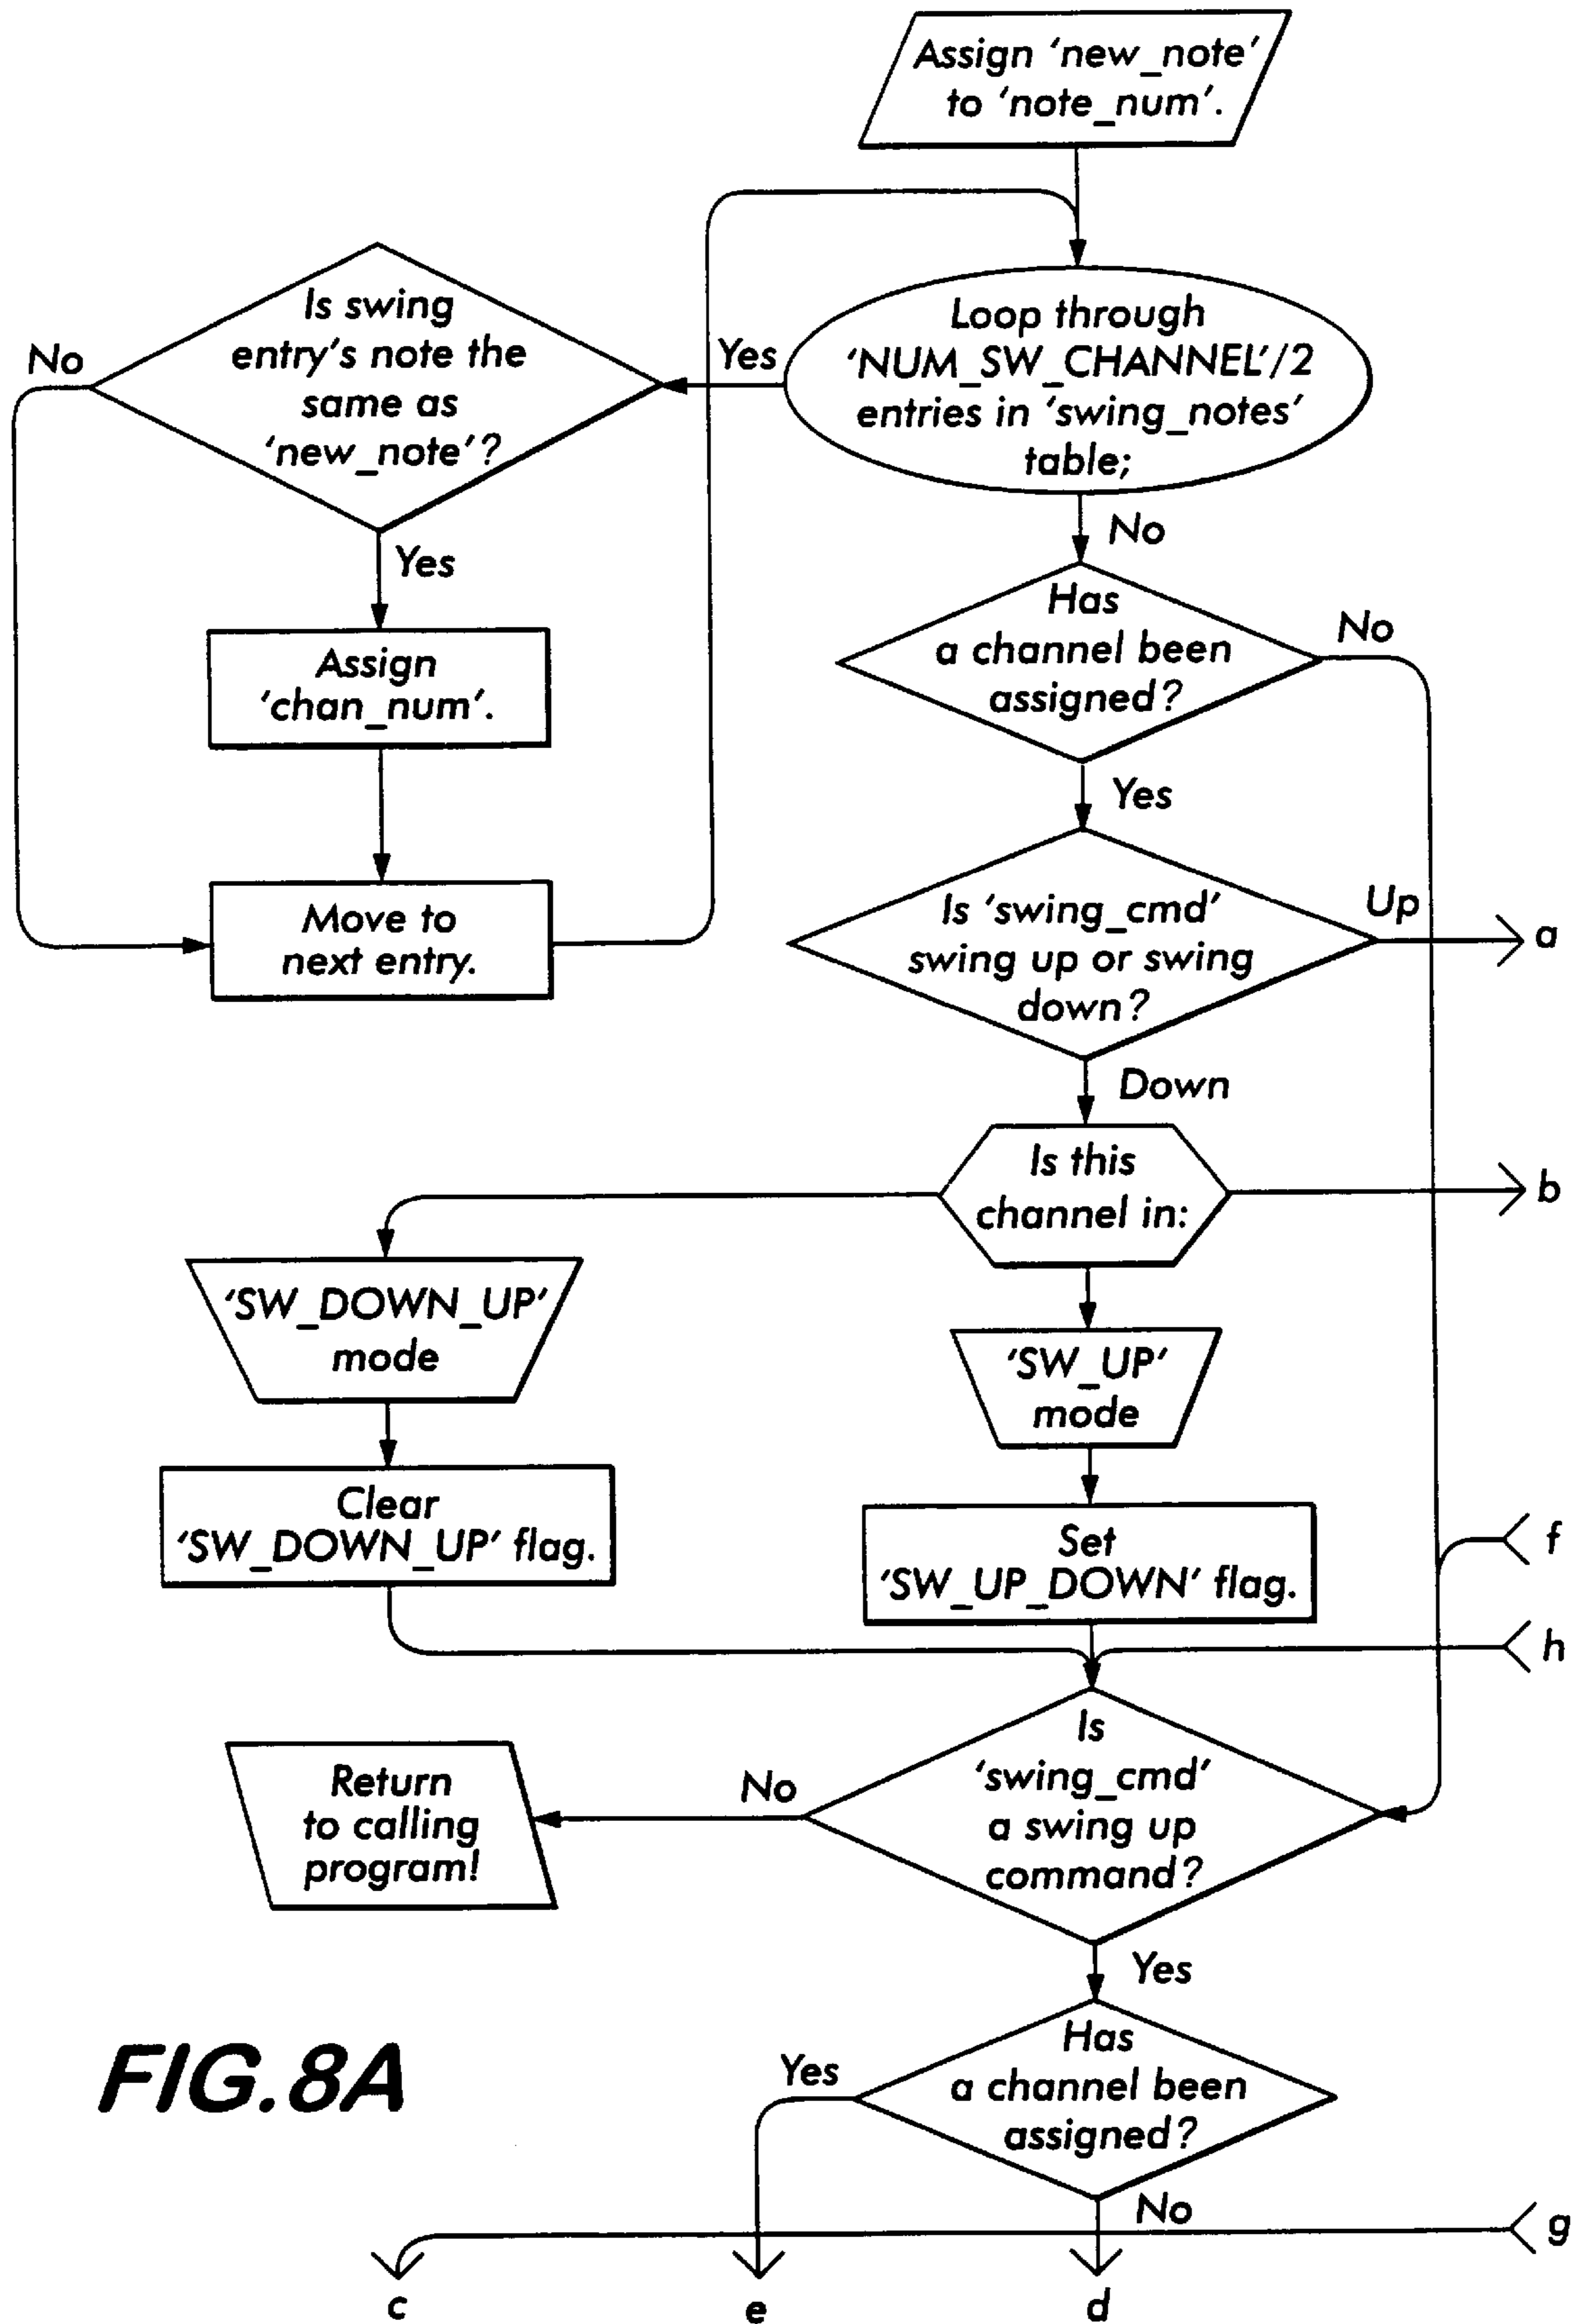 Assign ‘new_note’
to ‘note_num’.
Is swing
entry’s note the
same as
‘new_note’?
No
Yes
Loop through
‘NUM_SW_CHANNEL’/2
entries in ‘swing_notes’
table;
Yes
No
Assign
‘chan_num’.
Has
a channel been
assigned?
No
Yes
Move to
next entry.
Is ‘swing_cmd’
swing up or swing
down?
Up
a
Down
Is this
channel in:
b
‘SW_DOWN_UP’
mode
‘SW_UP’
mode
Clear
‘SW_DOWN_UP’ flag.
Set
‘SW_UP_DOWN’ flag.
f
h
Return
to calling
program!
No
Is
‘swing_cmd’
a swing up
command?
Yes
FIG.8A
Yes
Has
a channel been
assigned?
No
g
c
e
d